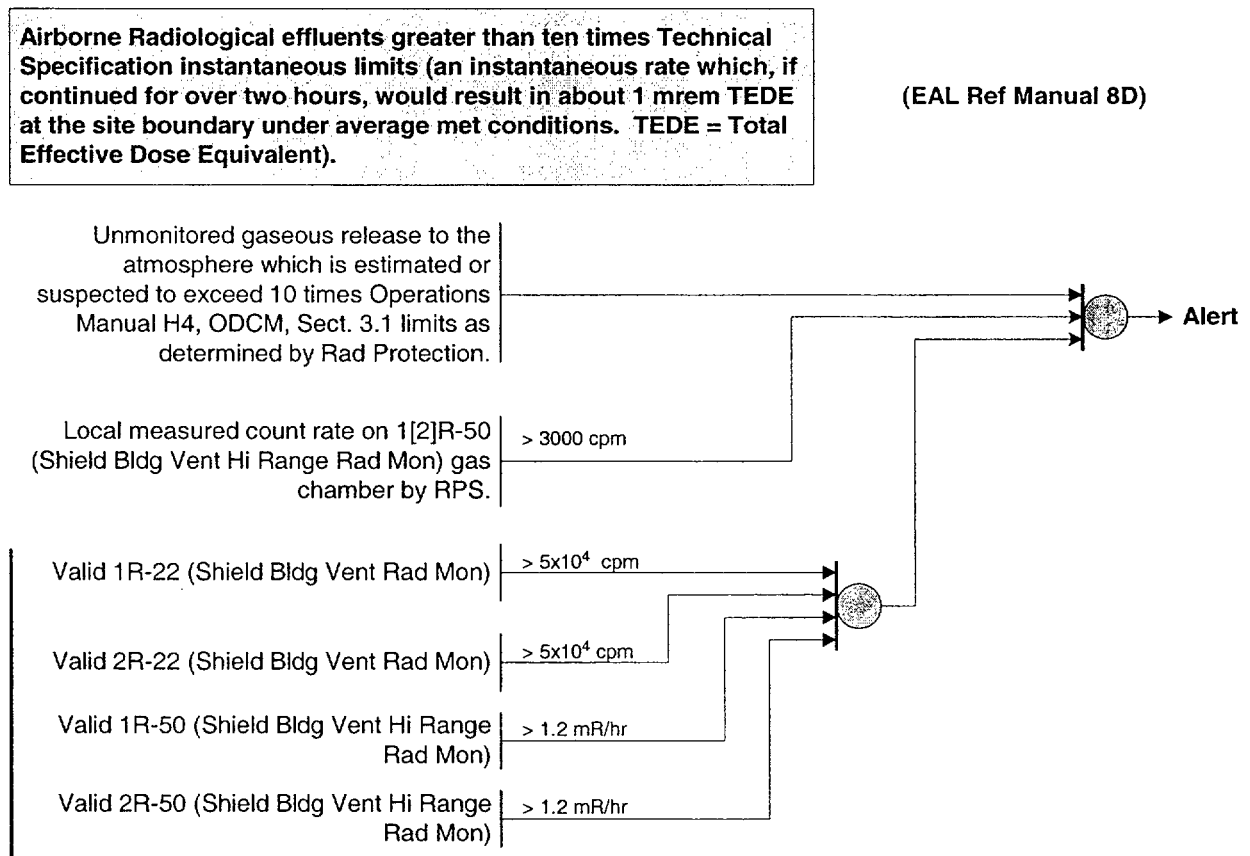 Airborne Radiological effluents greater than ten times Technical
Specification instantaneous limits (an instantaneous rate which, if
continued for over two hours, would result in about 1 mrem TEDE
at the site boundary under average met conditions. TEDE = Total
Effective Dose Equivalent).
(EAL Ref Manual 8D)
Unmonitored gaseous release to the
atmosphere which is estimated or
suspected to exceed 10 times Operations
Manual H4, ODCM, Sect. 3.1 limits as
determined by Rad Protection.
Alert
Local measured count rate on 1[2]R-50
(Shield Bldg Vent Hi Range Rad Mon) gas
chamber by RPS.
> 3000 cpm
Valid 1R-22 (Shield Bldg Vent Rad Mon)
> 5x10⁴ cpm
Valid 2R-22 (Shield Bldg Vent Rad Mon)
> 5x10⁴ cpm
Valid 1R-50 (Shield Bldg Vent Hi Range
Rad Mon)
> 1.2 mR/hr
Valid 2R-50 (Shield Bldg Vent Hi Range
Rad Mon)
> 1.2 mR/hr